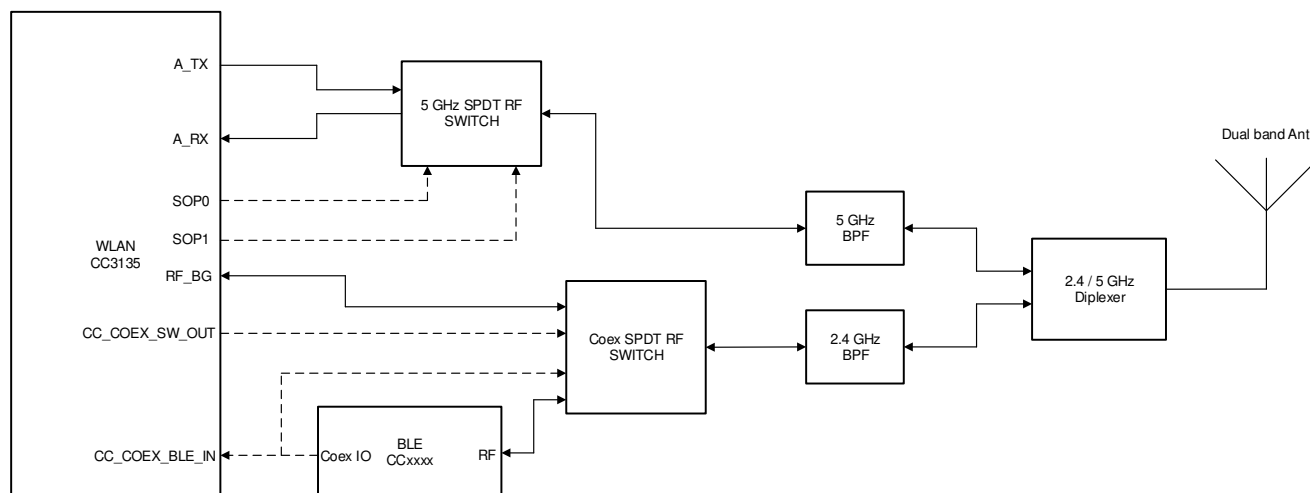 A_TX
5 GHz SPDT RF
SWITCH
A_RX
Dual band Ant
SOP0
SOP1
WLAN
CC3135
RF_BG
5 GHz
BPF
2.4 / 5 GHz
Diplexer
CC_COEX_SW_OUT
Coex SPDT RF
SWITCH
2.4 GHz
BPF
CC_COEX_BLE_IN
Coex IO
BLE
CCxxxx
RF